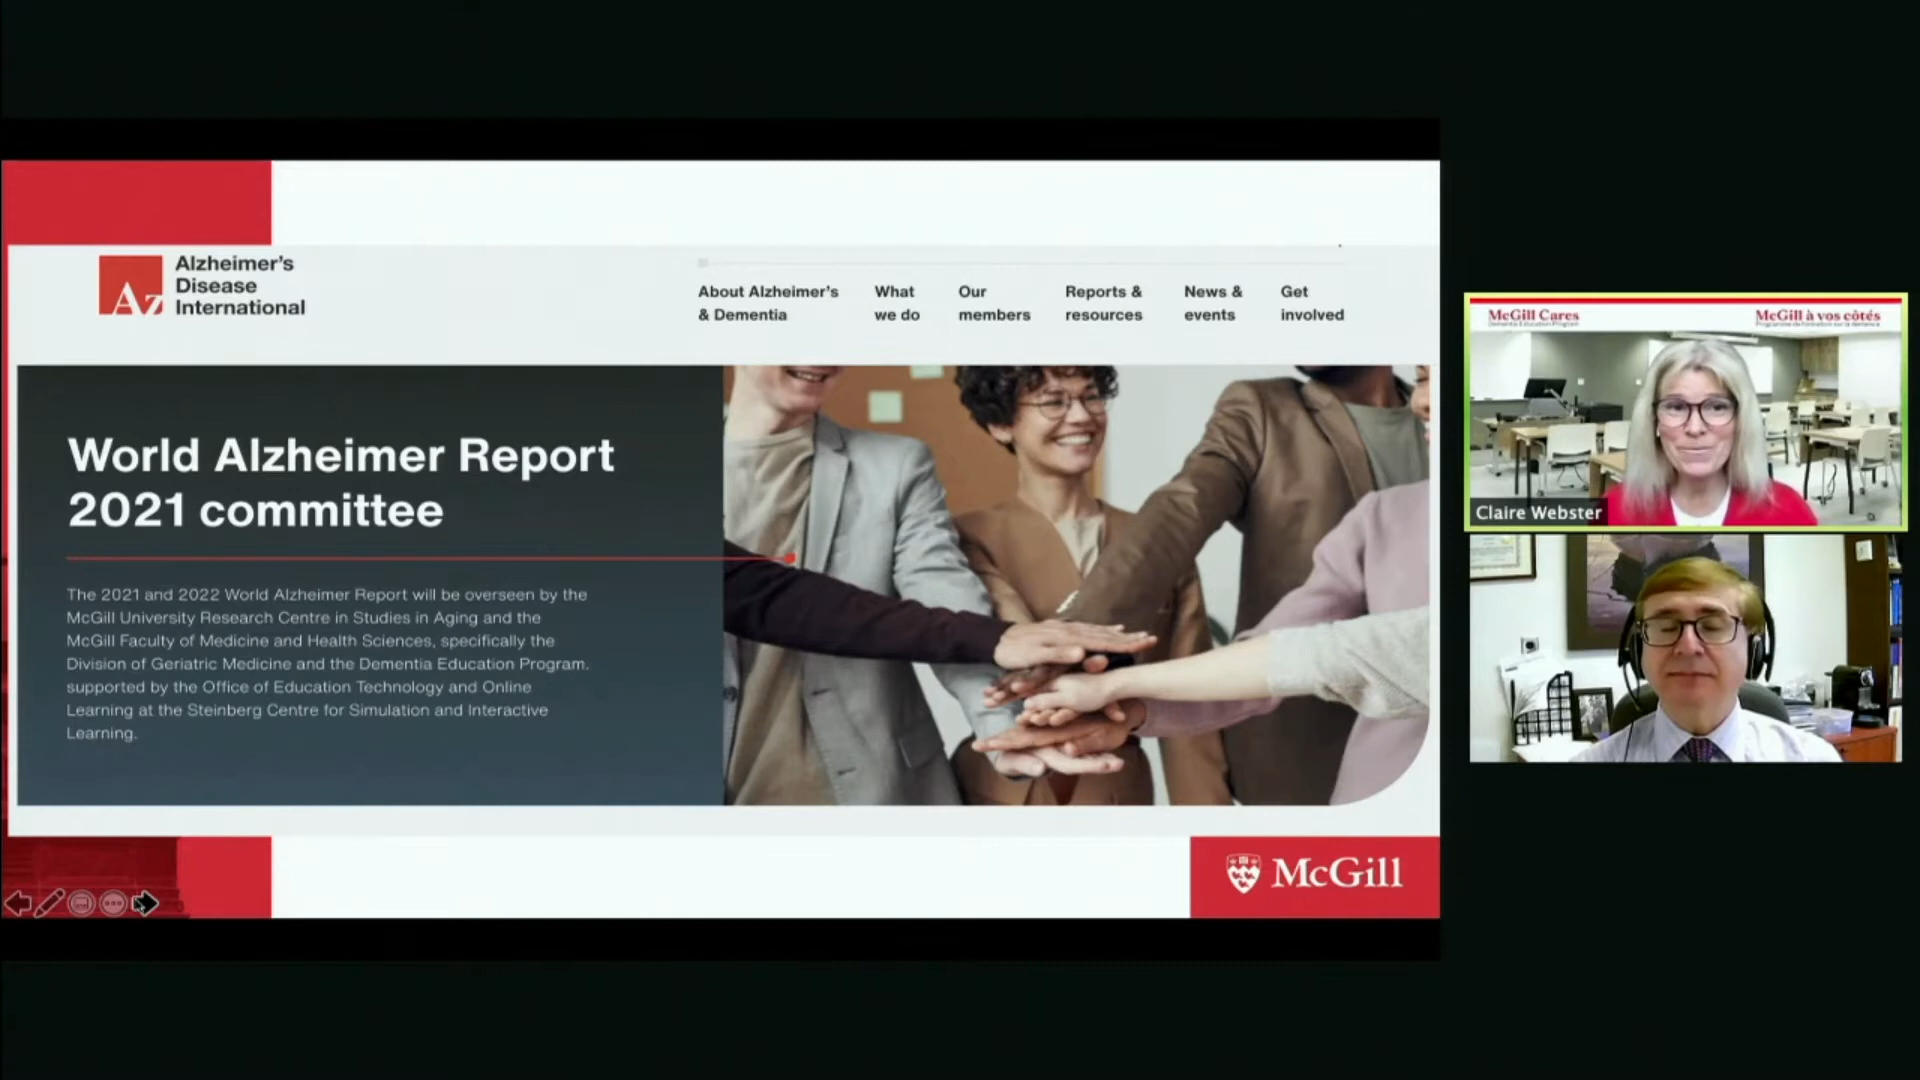 Alzheimer's
Disease
International
About Alzheimer's
& Dementia
What
we do
Our
members
Reports &
resources
News &
events
Get
involved
World Alzheimer Report
2021 committee
The 2021 and 2022 World Alzheimer Report will be overseen by the
McGill University Research Centre in Studies in Aging and the
McGill Faculty of Medicine and Health Sciences, specifically the
Division of Geriatric Medicine and the Dementia Education Program.
supported by the Office of Education Technology and Online
Learning at the Steinberg Centre for Simulation and Interactive
Learning.
Az
McGill
McGill Cares
Dementia Education Program
McGill à vos côtés
Programme de formation sur la démence
Claire Webster